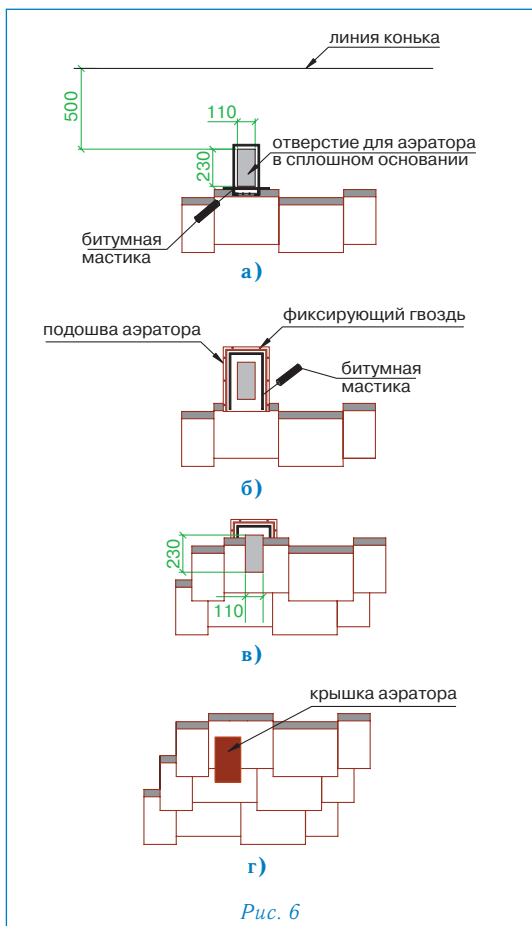 линия конька
500
110
230
отверстие для аэратора
в сплошном основании
битумная
мастика
а)
фиксирующий гвоздь
подошва аэратора
битумная
мастика
б)
230
110
в)
крышка аэратора
г)
Рис. 6